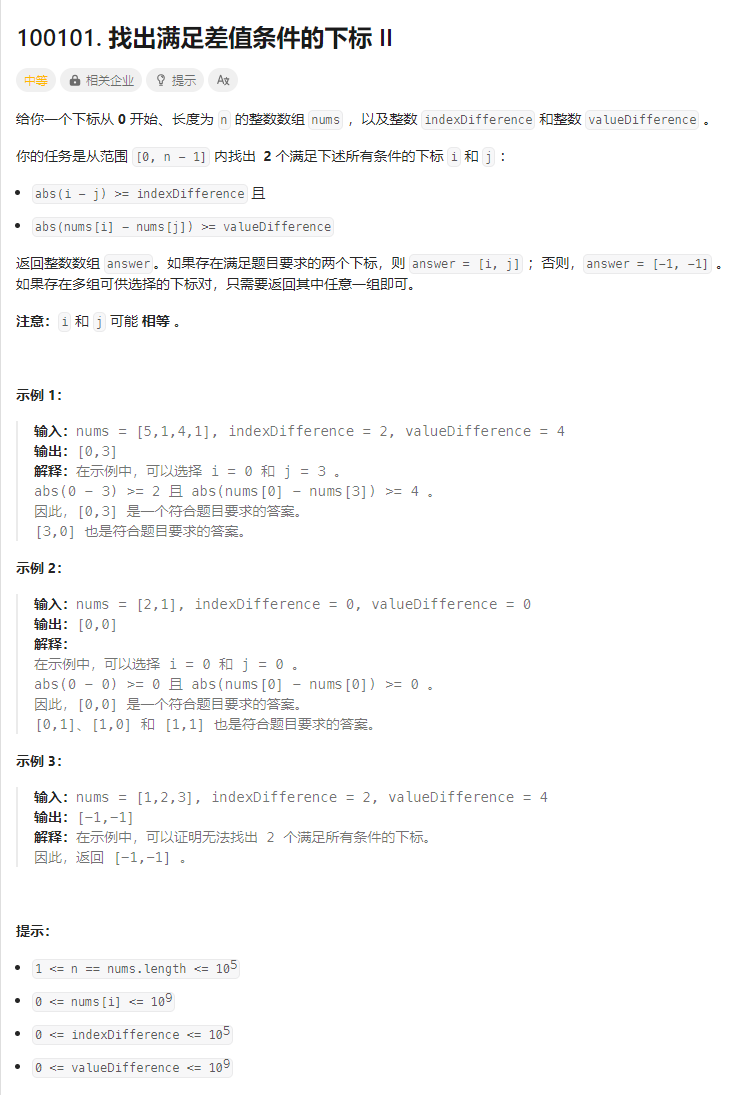 100101. 找出满足差值条件的下标 II
中等 相关企业 提示 Aあ
给你一个下标从 0 开始、长度为 n 的整数数组 nums ，以及整数 indexDifference 和整数 valueDifference 。
你的任务是从范围 [0, n - 1] 内找出 2 个满足下述所有条件的下标 i 和 j ：
abs(i - j) >= indexDifference 且
abs(nums[i] - nums[j]) >= valueDifference
返回整数数组 answer。如果存在满足题目要求的两个下标，则 answer = [i, j] ；否则，answer = [-1, -1] 。
如果存在多组可供选择的下标对，只需要返回其中任意一组即可。
注意：i 和 j 可能 相等 。
示例 1：
输入：nums = [5,1,4,1], indexDifference = 2, valueDifference = 4
输出：[0,3]
解释：在示例中，可以选择 i = 0 和 j = 3 。
abs(0 - 3) >= 2 且 abs(nums[0] - nums[3]) >= 4 。
因此，[0,3] 是一个符合题目要求的答案。
[3,0] 也是符合题目要求的答案。
示例 2：
输入：nums = [2,1], indexDifference = 0, valueDifference = 0
输出：[0,0]
解释：
在示例中，可以选择 i = 0 和 j = 0 。
abs(0 - 0) >= 0 且 abs(nums[0] - nums[0]) >= 0 。
因此，[0,0] 是一个符合题目要求的答案。
[0,1]、[1,0] 和 [1,1] 也是符合题目要求的答案。
示例 3：
输入：nums = [1,2,3], indexDifference = 2, valueDifference = 4
输出：[-1,-1]
解释：在示例中，可以证明无法找出 2 个满足所有条件的下标。
因此，返回 [-1,-1] 。
提示：
1 <= n == nums.length <= 10⁵
0 <= nums[i] <= 10⁹
0 <= indexDifference <= 10⁵
0 <= valueDifference <= 10⁹